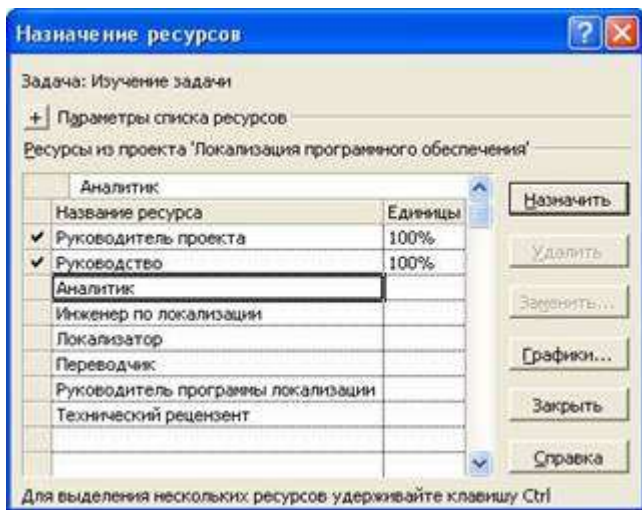 Назначение ресурсов
Задача: Изучение задачи
+ Параметры списка ресурсов
Ресурсы из проекта 'Локализация программного обеспечения'
Аналитик
Название ресурса Единицы
Руководитель проекта 100%
Руководство 100%
Аналитик
Инженер по локализации
Локализатор
Переводчик
Руководитель программы локализации
Технический рецензент
Назначить
Удалить
Заменить...
Графики...
Закрыть
Справка
Для выделения нескольких ресурсов удерживайте клавишу Ctrl